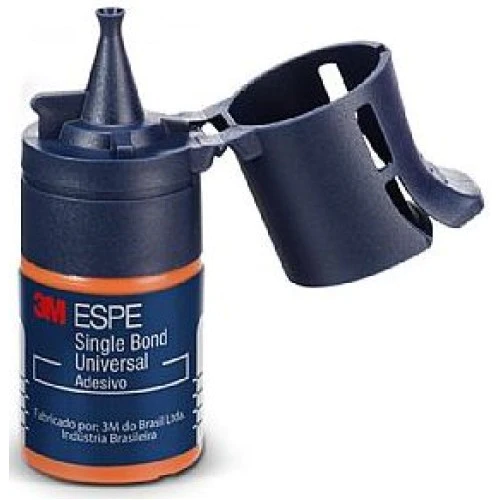 3M ESPE
Single Bond
Universal
Adesivo
Fabricado por: 3M do Brasil Ltda.
Indústria Brasileira